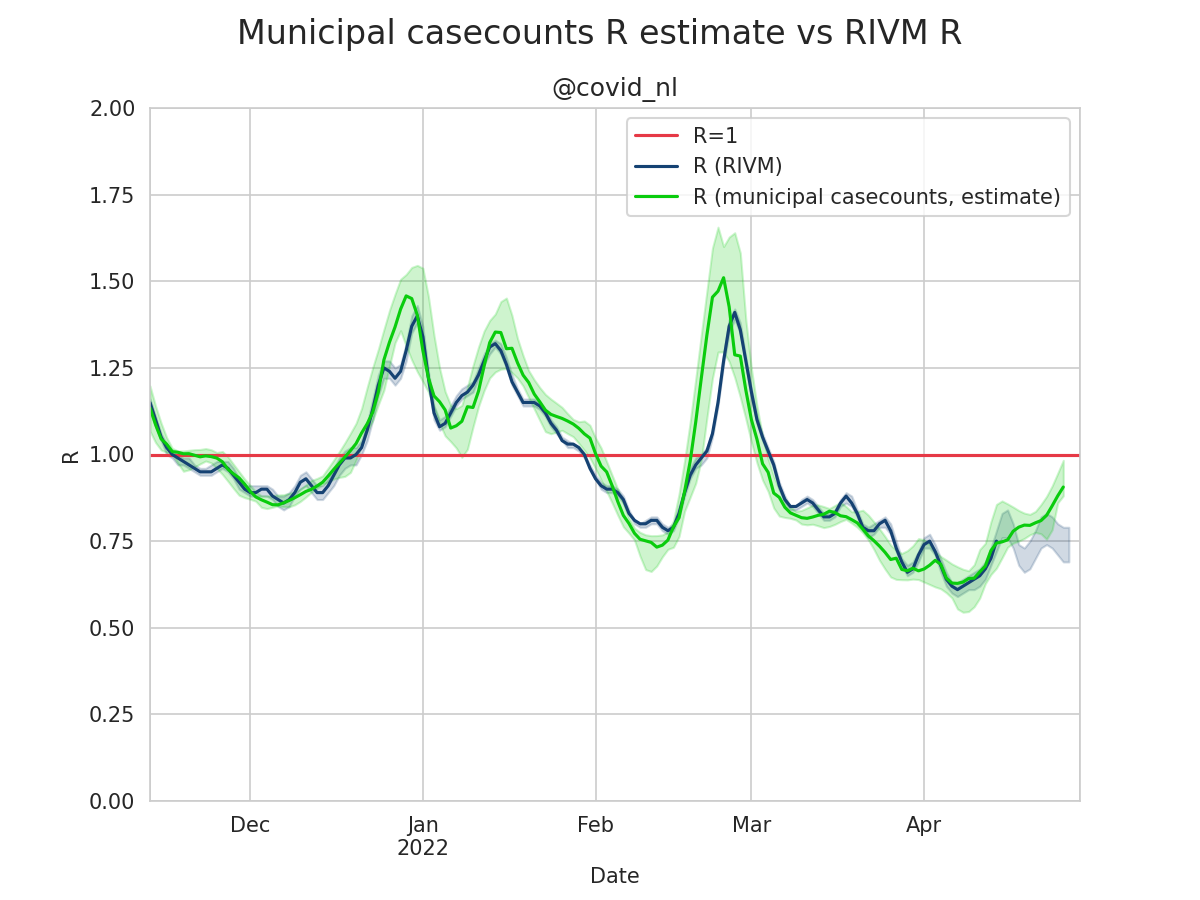 Municipal casecounts R estimate vs RIVM R
@covid_nl
R=1
R (RIVM)
R (municipal casecounts, estimate)
2.00
1.75
1.50
1.25
1.00
0.75
0.50
0.25
0.00
R
Dec
Jan
Feb
Mar
Apr
2022
Date